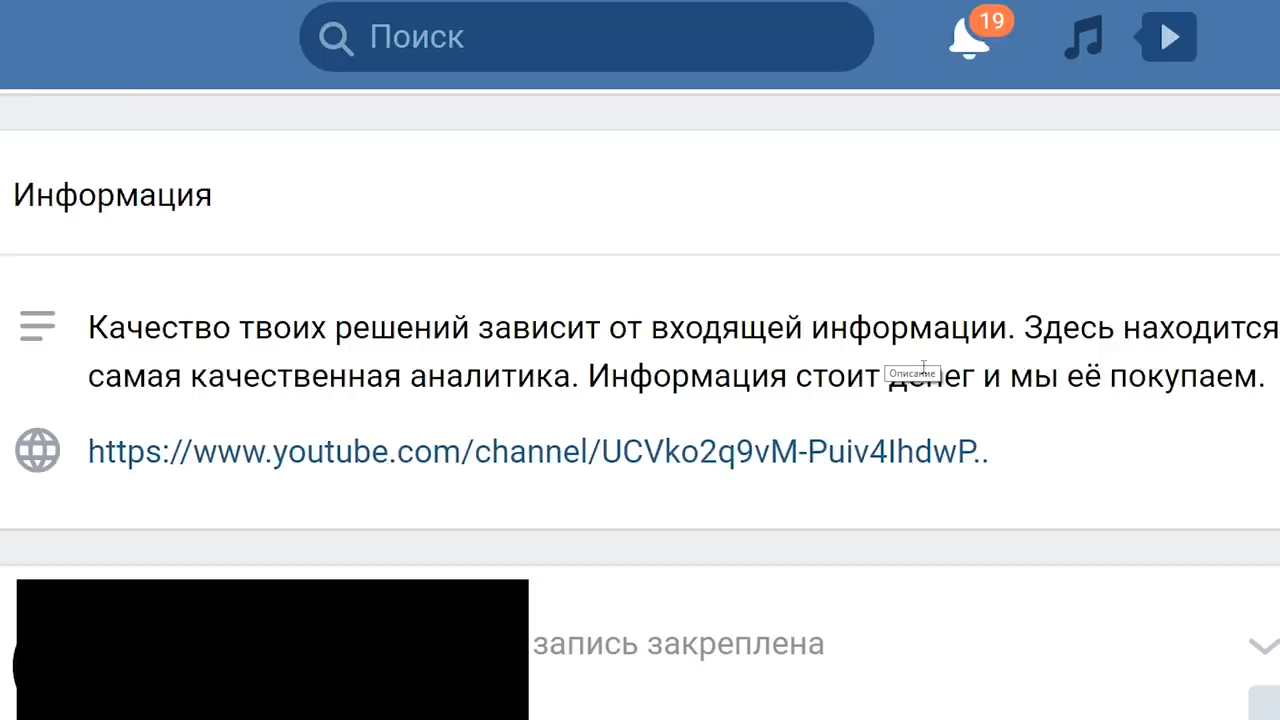 Поиск
19
Информация
Качество твоих решений зависит от входящей информации. Здесь находится
самая качественная аналитика. Информация стоит денег и мы её покупаем.
Описание
https://www.youtube.com/channel/UCVko2q9vM-Puiv4IhdwP..
запись закреплена